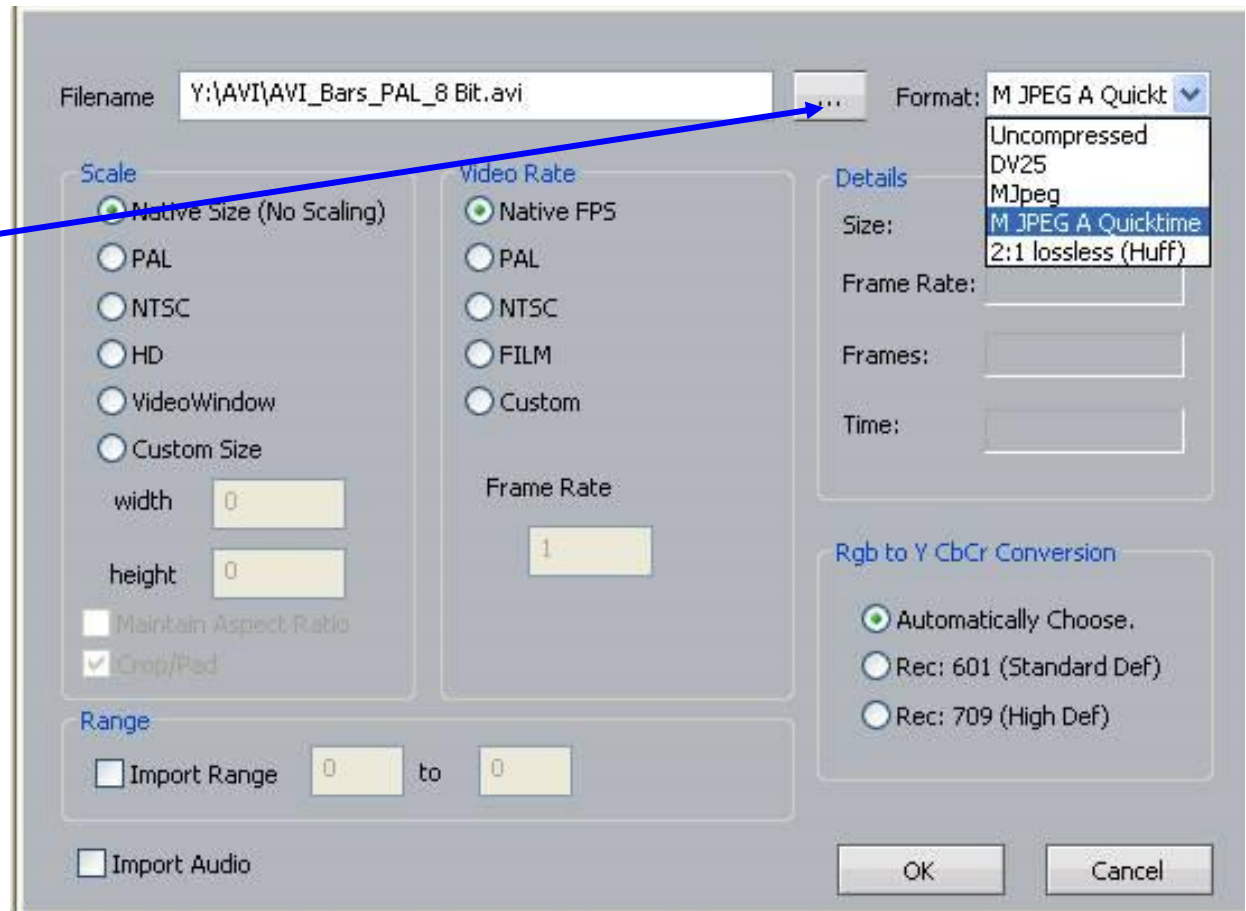 Filename
Y:\AVI\AVI_Bars_PAL_8 Bit.avi
...
Format:
M JPEG A Quickt
Uncompressed
DV25
MJpeg
M JPEG A Quicktime
2:1 lossless (Huff)
Scale
Native Size (No Scaling)
PAL
NTSC
HD
VideoWindow
Custom Size
width
0
height
0
Maintain Aspect Ratio
Crop/Pad
Video Rate
Native FPS
PAL
NTSC
FILM
Custom
Frame Rate
1
Details
Size:
Frame Rate:
Frames:
Time:
Rgb to Y CbCr Conversion
Automatically Choose.
Rec: 601 (Standard Def)
Rec: 709 (High Def)
Range
Import Range
0
to
0
Import Audio
OK
Cancel